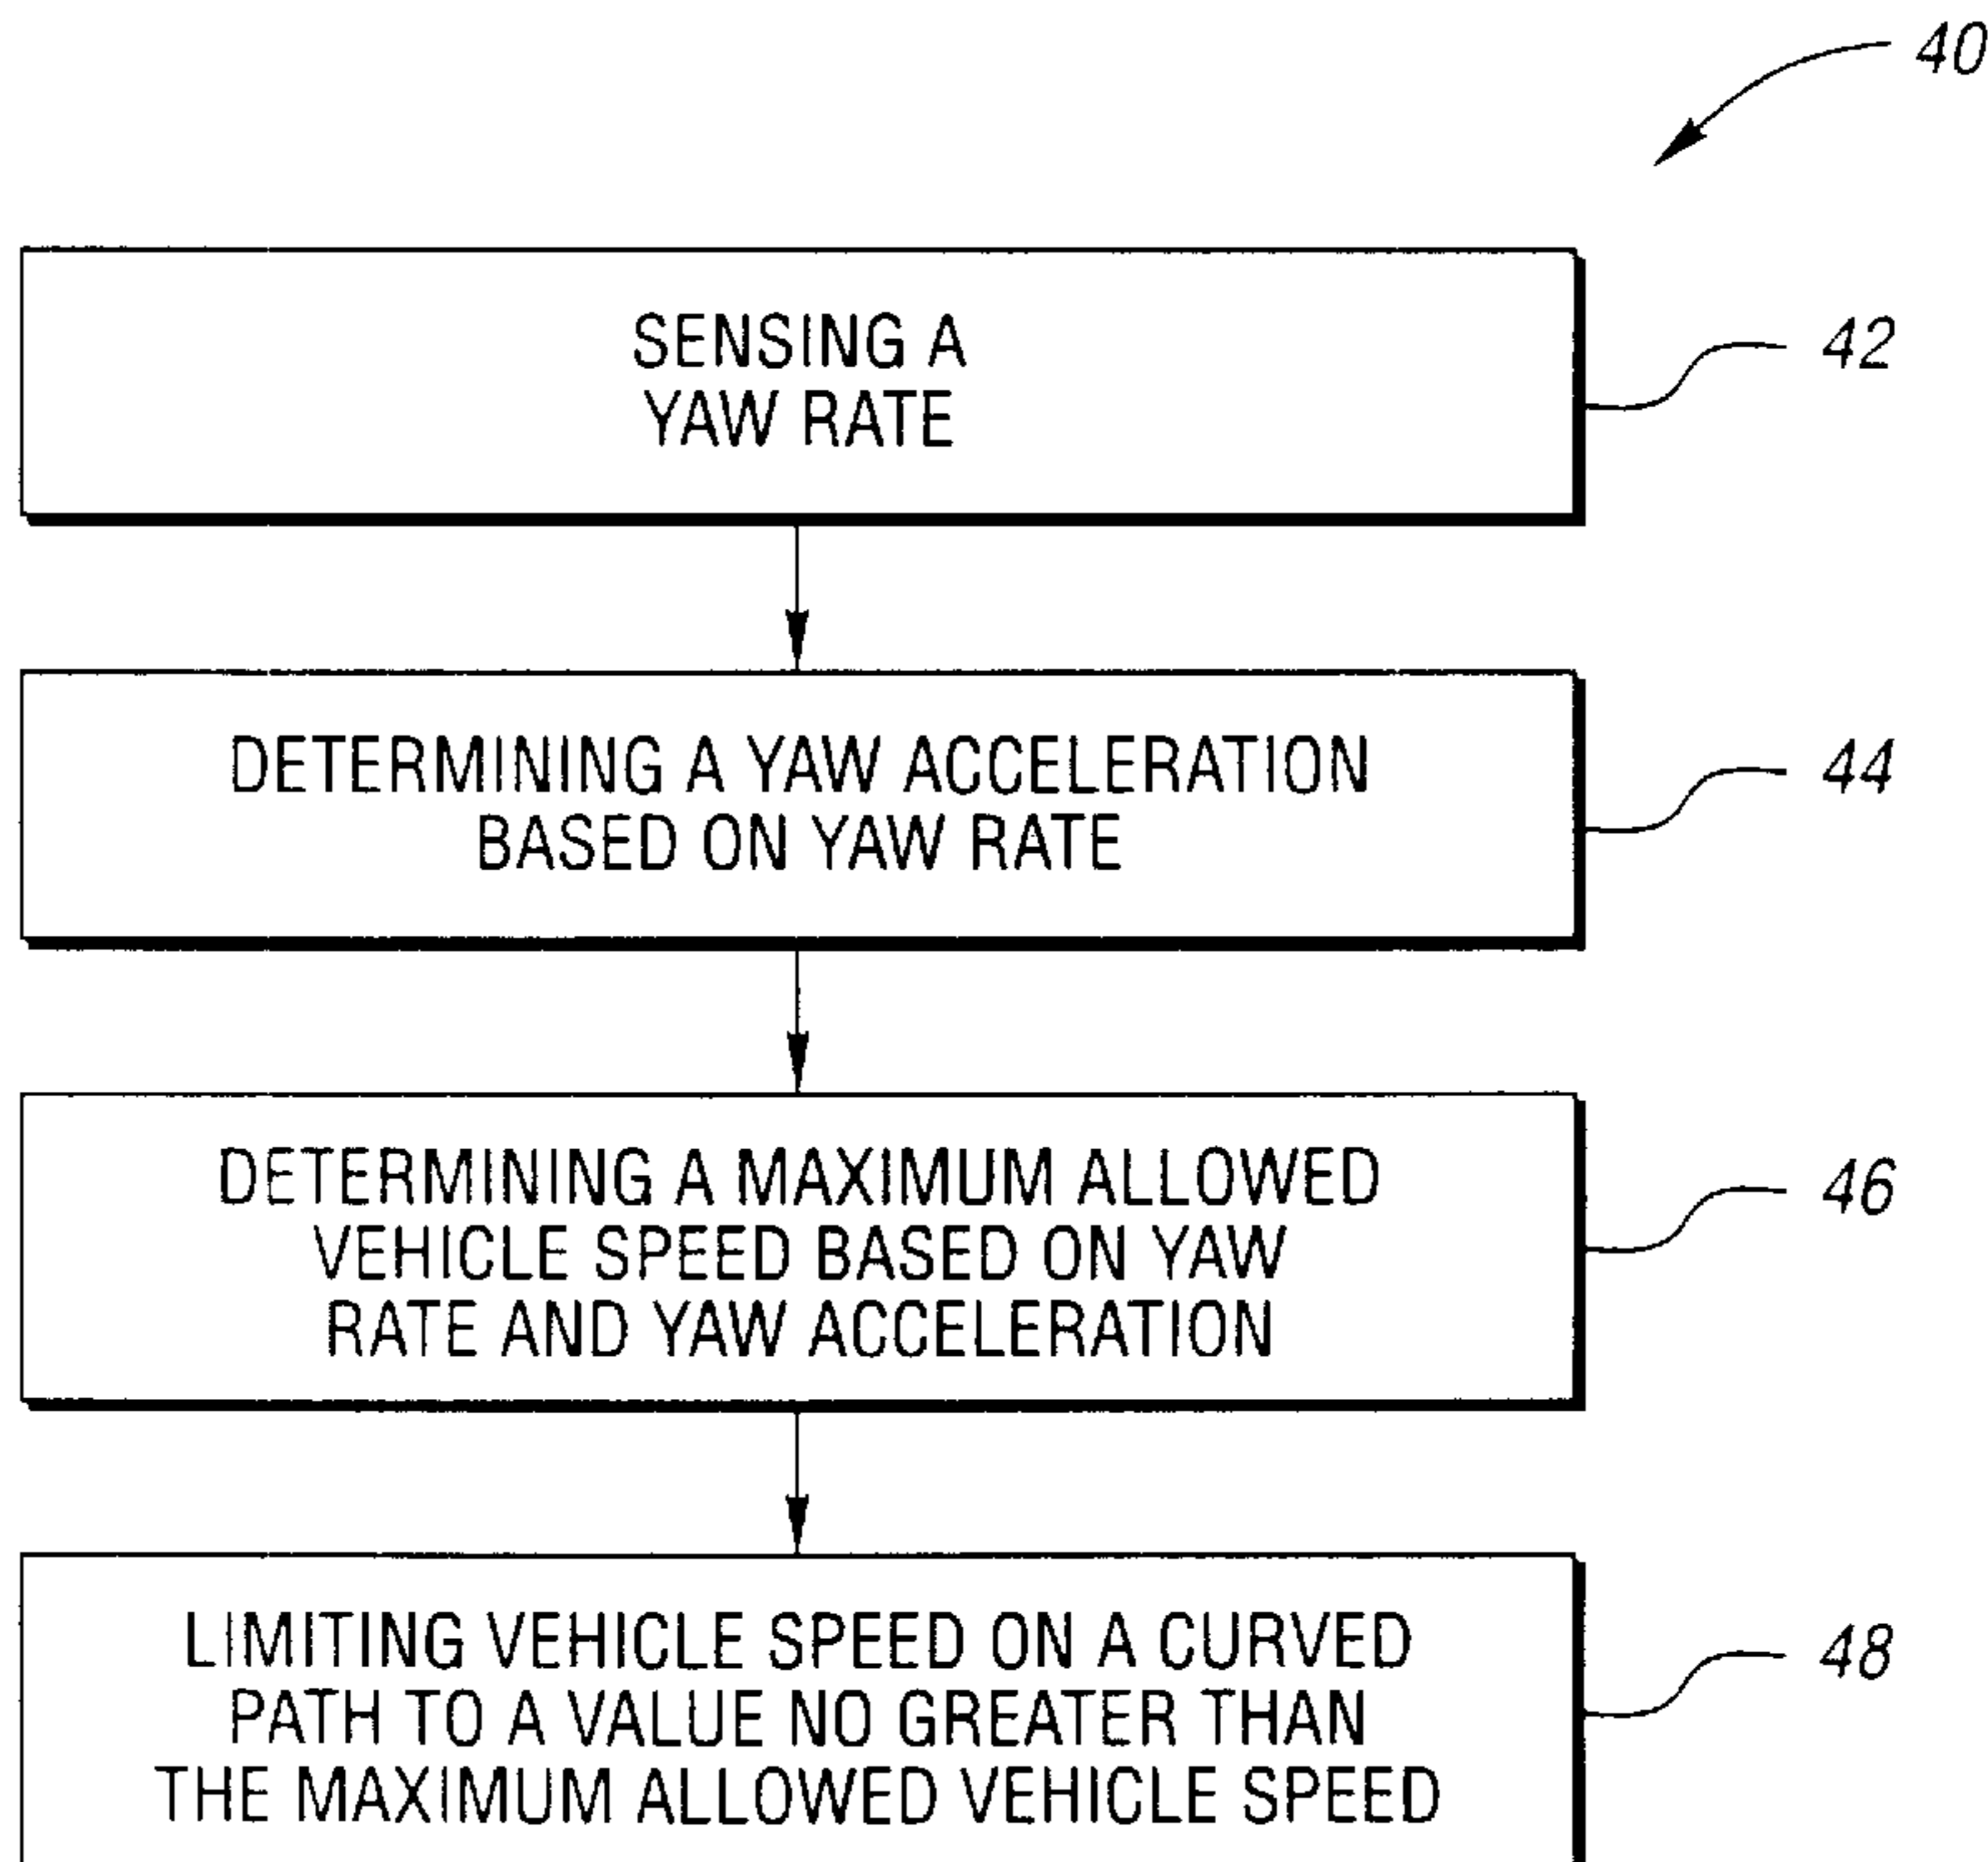 40
SENSING A
YAW RATE
42
DETERMINING A YAW ACCELERATION
BASED ON YAW RATE
44
DETERMINING A MAXIMUM ALLOWED
VEHICLE SPEED BASED ON YAW
RATE AND YAW ACCELERATION
46
LIMITING VEHICLE SPEED ON A CURVED
PATH TO A VALUE NO GREATER THAN
THE MAXIMUM ALLOWED VEHICLE SPEED
48